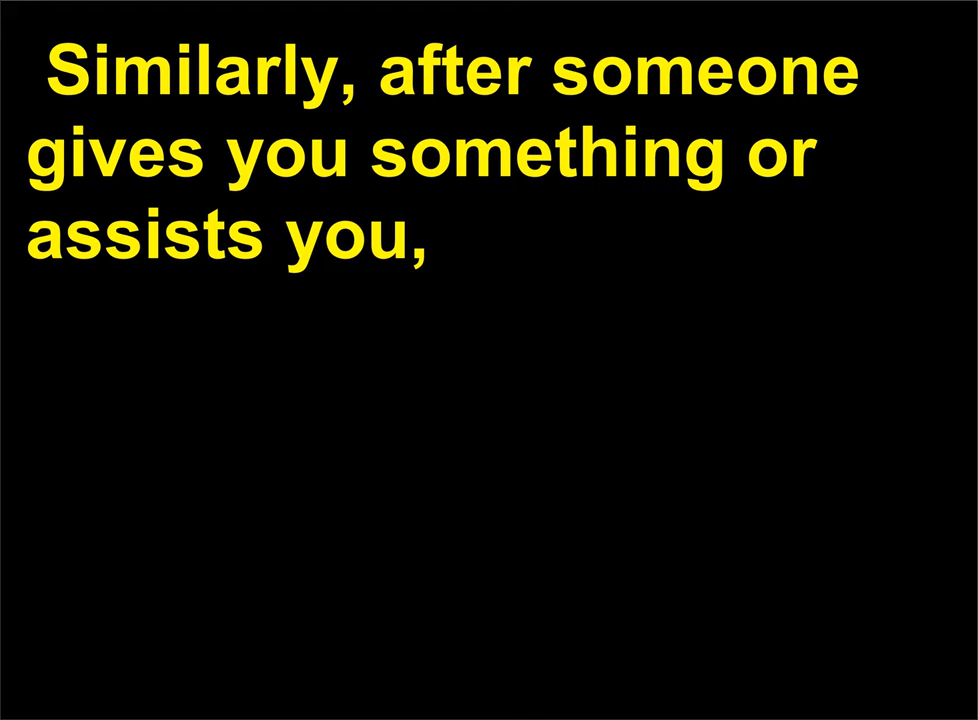 Similarly, after someone
gives you something or
assists you,